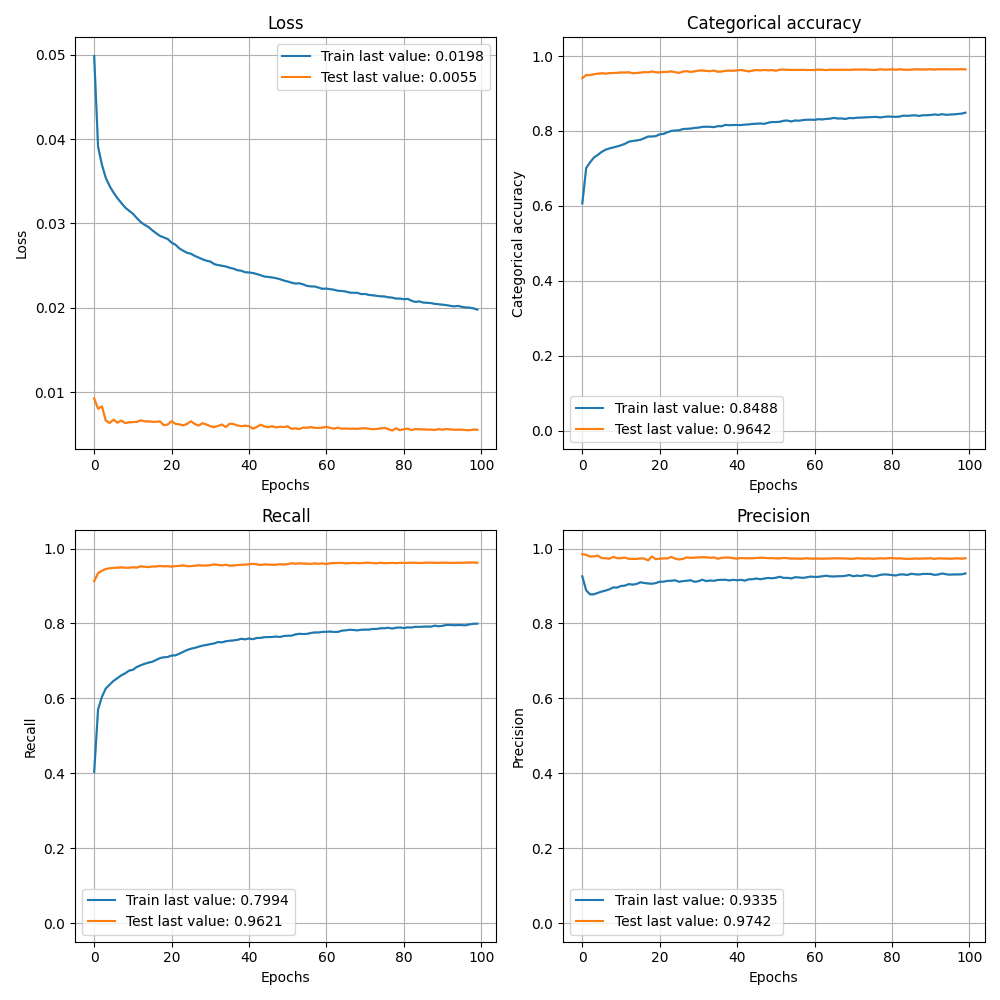 Loss
Train last value: 0.0198
Test last value: 0.0055
0.05
0.04
0.03
0.02
0.01
Loss
0 20 40 60 80 100
Epochs
Categorical accuracy
1.0
0.8
0.6
0.4
0.2
0.0
Categorical accuracy
Train last value: 0.8488
Test last value: 0.9642
0 20 40 60 80 100
Epochs
Recall
1.0
0.8
0.6
0.4
0.2
0.0
Recall
Train last value: 0.7994
Test last value: 0.9621
0 20 40 60 80 100
Epochs
Precision
1.0
0.8
0.6
0.4
0.2
0.0
Precision
Train last value: 0.9335
Test last value: 0.9742
0 20 40 60 80 100
Epochs